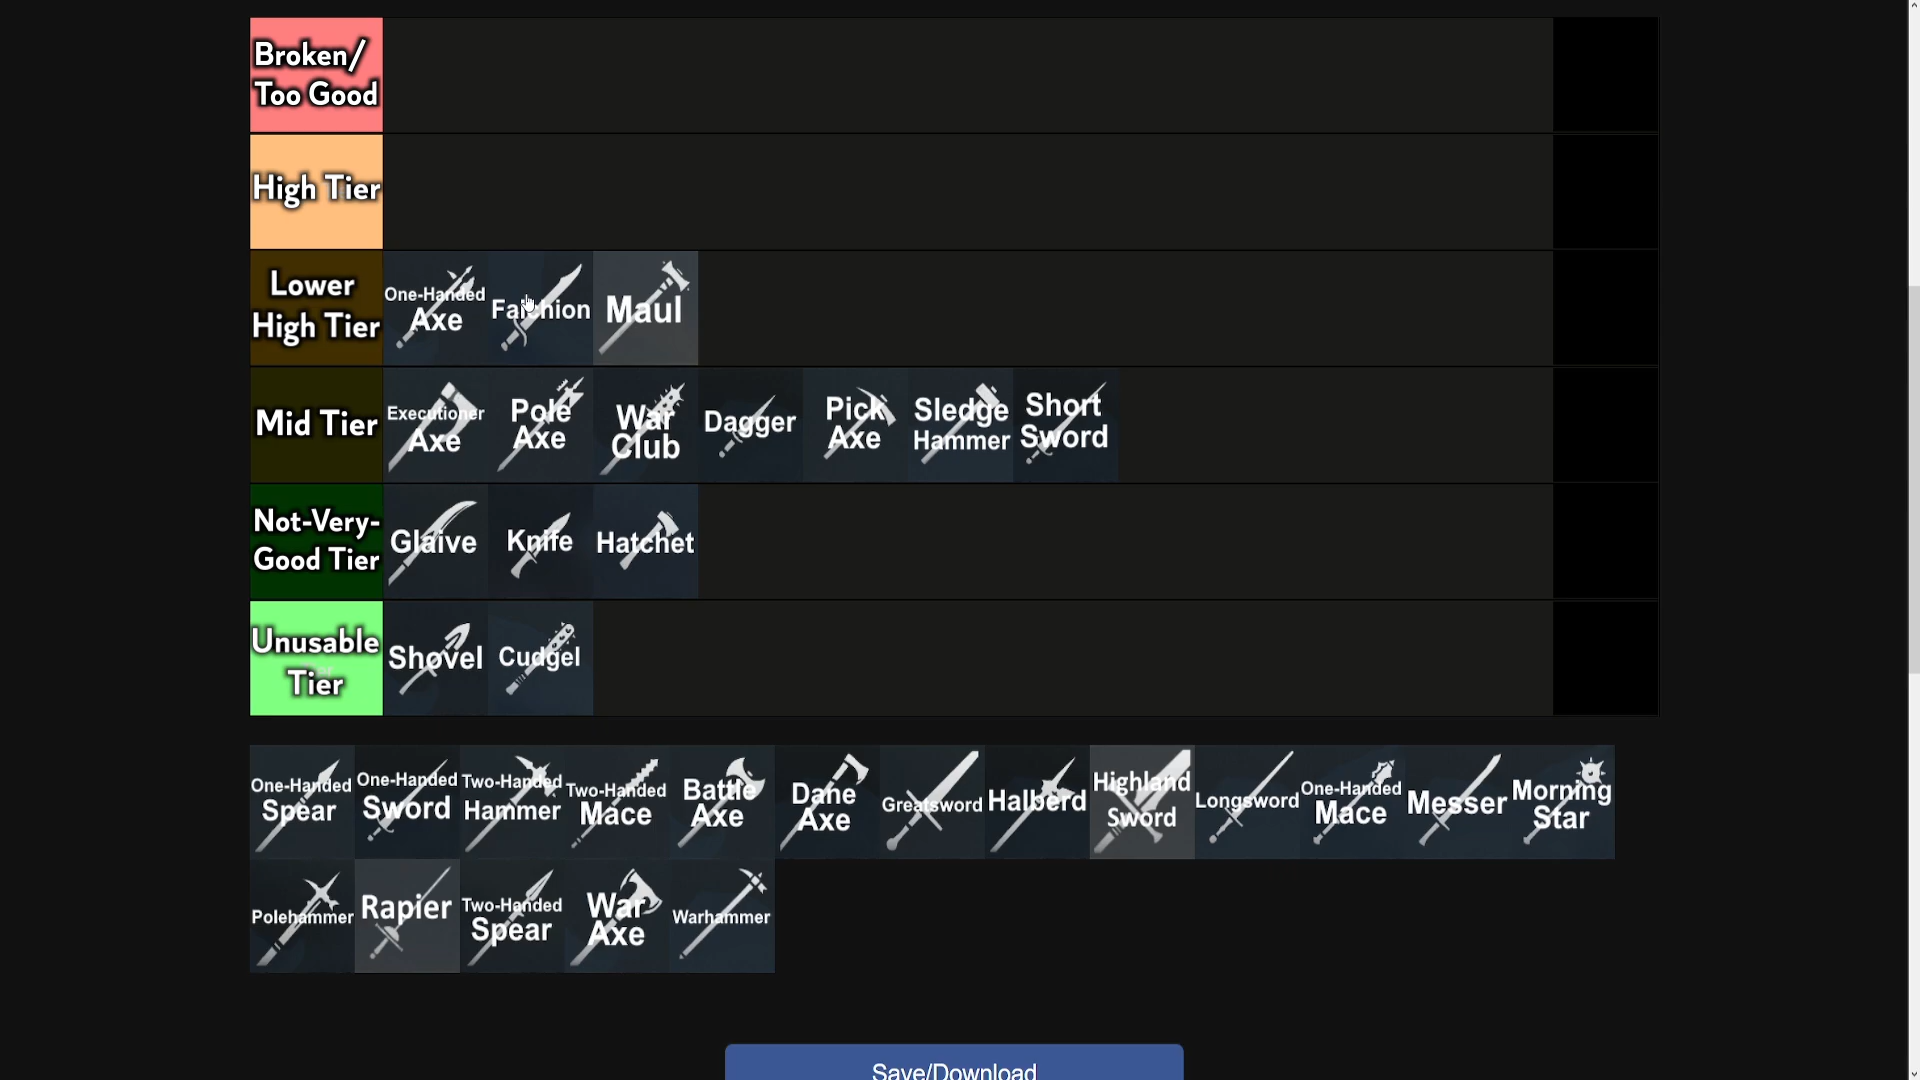 Broken/
Too Good
High Tier
Lower
High Tier
One-Handed
Axe
Falchion
Maul
Mid Tier
Executioner
Axe
Pole
Axe
War
Club
Dagger
Pick
Axe
Sledge
Hammer
Short
Sword
Not-Very-
Good Tier
Glaive
Knife
Hatchet
Unusable
Tier
Shovel
Cudgel
One-Handed
Spear
One-Handed
Sword
Two-Handed
Hammer
Two-Handed
Mace
Battle
Axe
Dane
Axe
Greatsword
Halberd
Highland
Sword
Longsword
One-Handed
Mace
Messer
Morning
Star
Polehammer
Rapier
Two-Handed
Spear
War
Axe
Warhammer
Save/Download